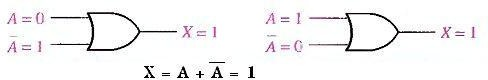 A = 0
Ā = 1
X = 1
A = 1
Ā = 0
X = 1
X = A + Ā = 1